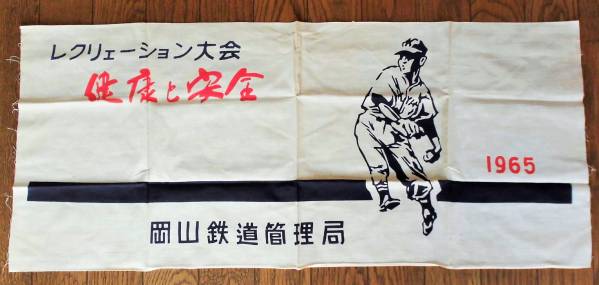 レクリェーション大会
健康と安全
1965
岡山鉄道管理局